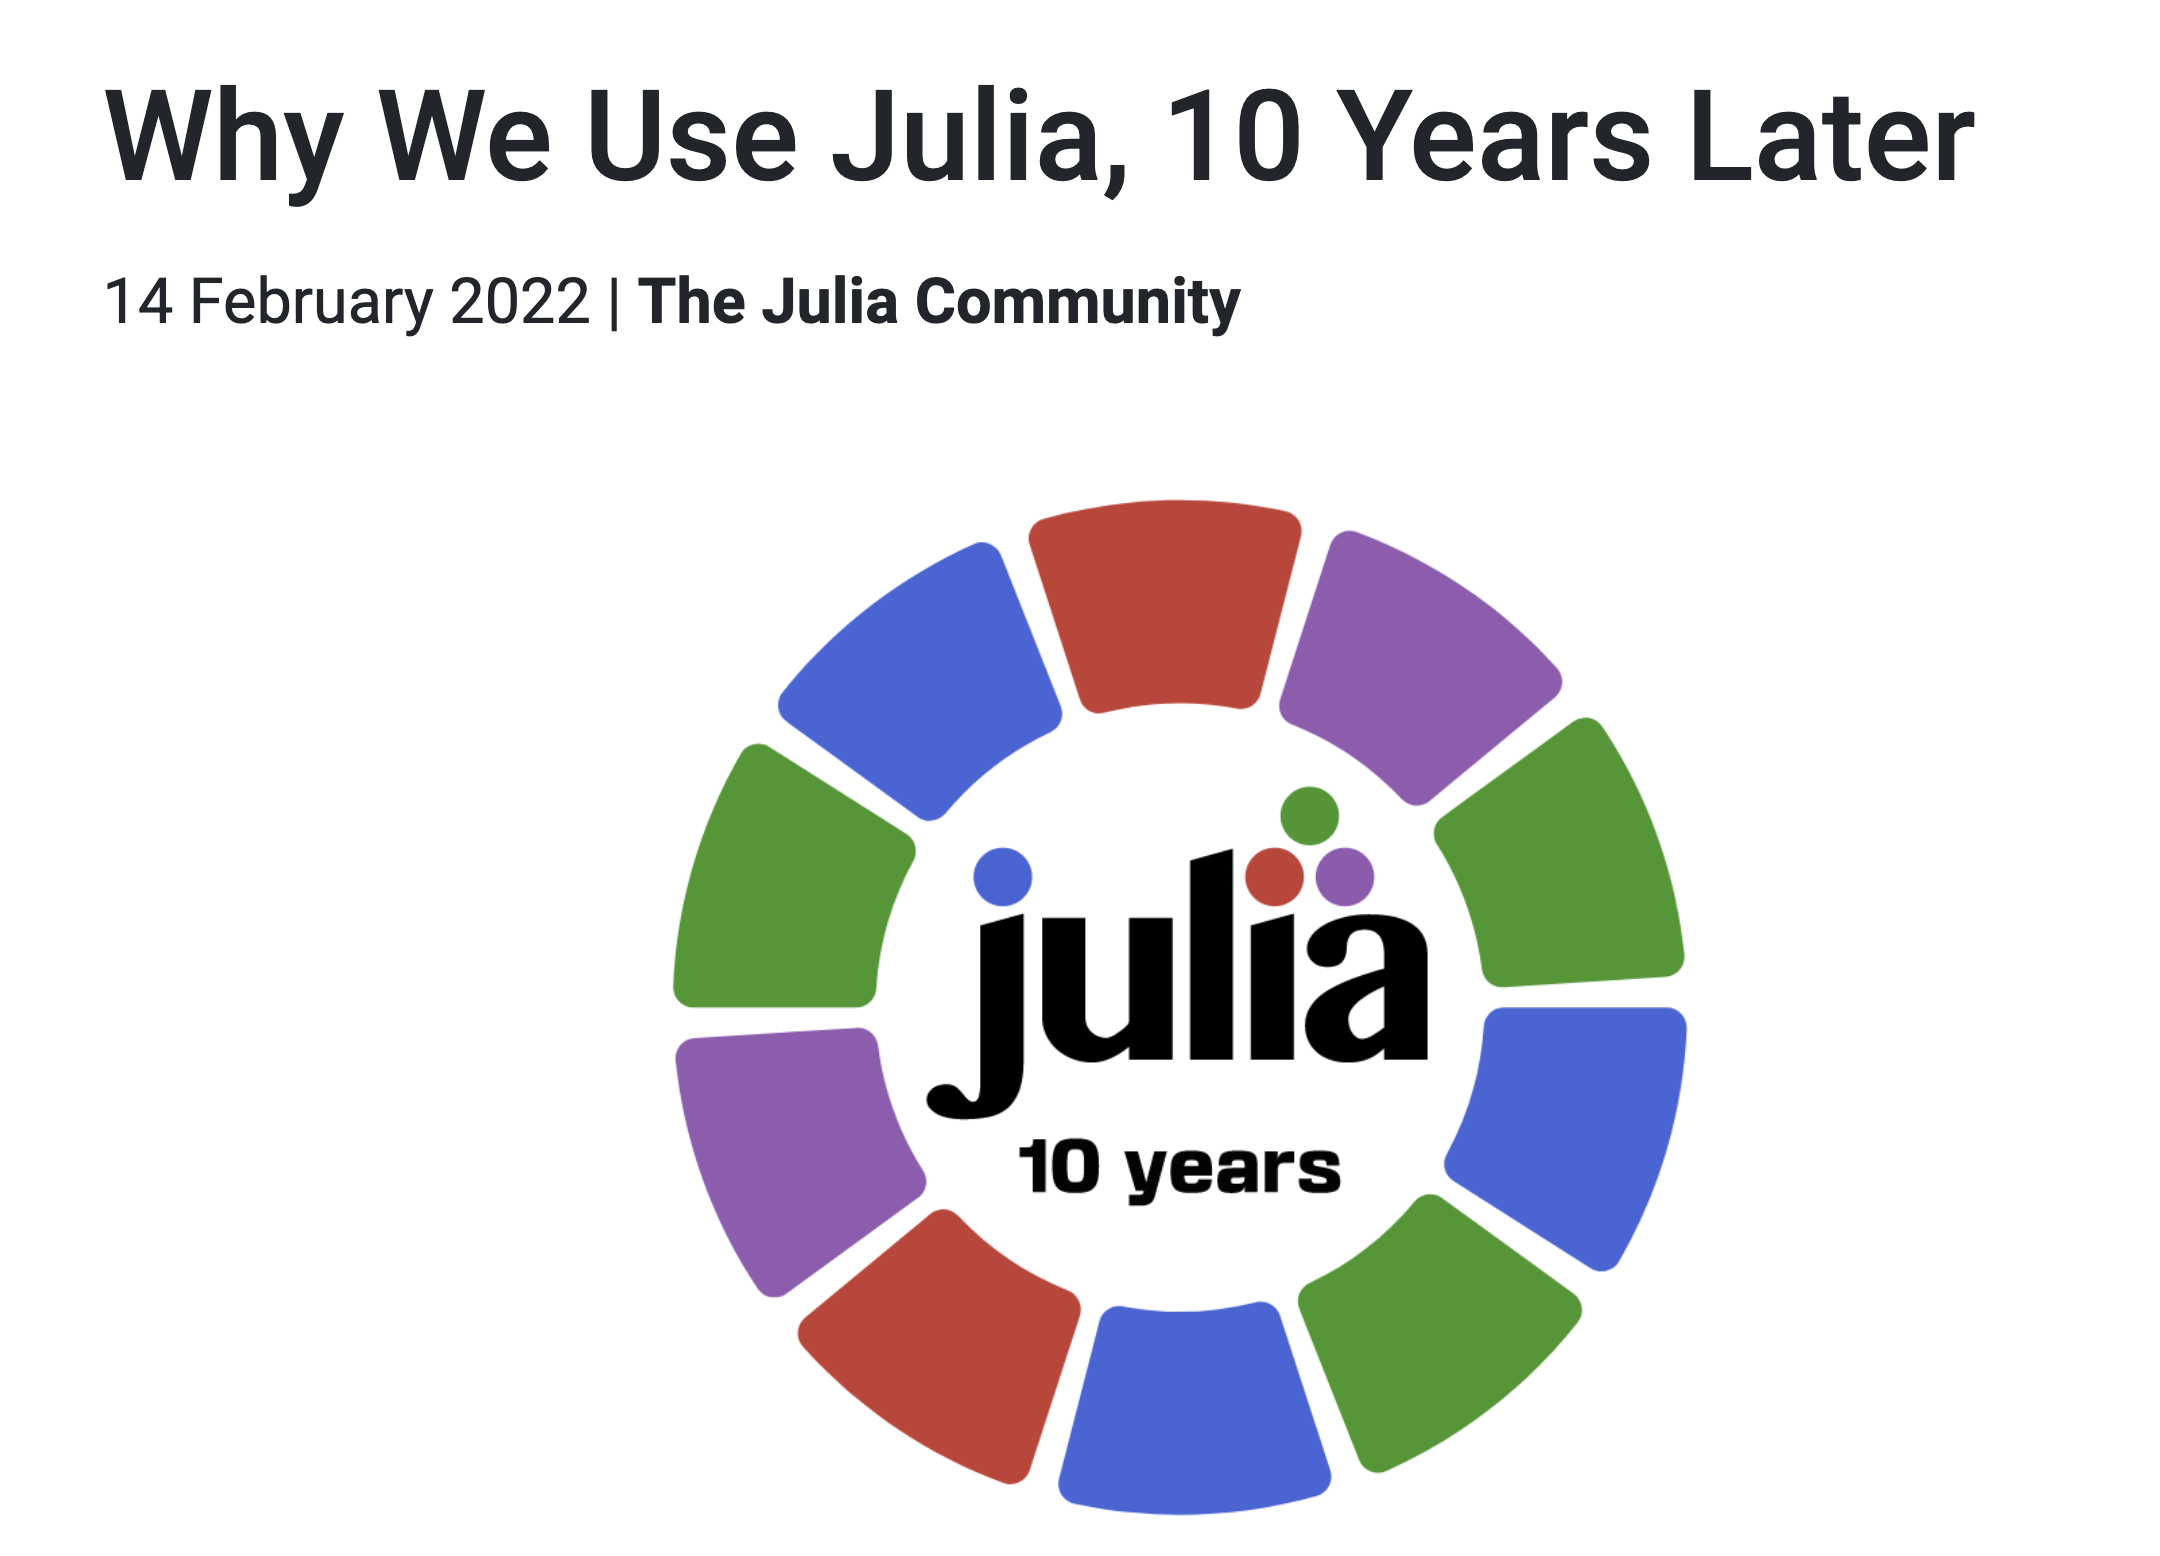 Why We Use Julia, 10 Years Later
14 February 2022 | The Julia Community
julia
10 years